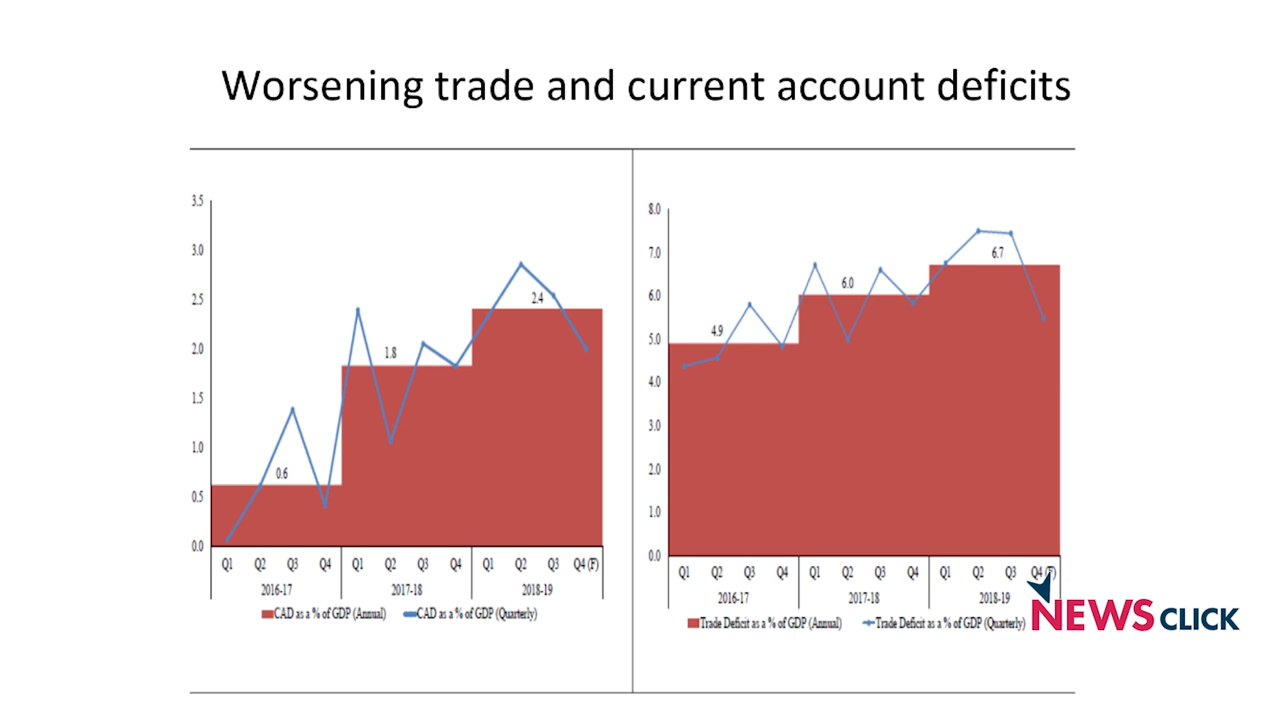 Worsening trade and current account deficits
3.5
3.0
2.5
2.0
1.5
1.0
0.5
0.0
2.4
1.8
0.6
Q1 Q2 Q3 Q4 Q1 Q2 Q3 Q4 Q1 Q2 Q3 Q4 (F)
2016-17 2017-18 2018-19
CAD as a % of GDP (Annual) CAD as a % of GDP (Quarterly)
8.0
7.0
6.0
5.0
4.0
3.0
2.0
1.0
0.0
6.7
6.0
4.9
Q1 Q2 Q3 Q4 Q1 Q2 Q3 Q4 Q1 Q2 Q3 Q4 (F)
2016-17 2017-18 2018-19
Trade Deficit as a % of GDP (Annual) Trade Deficit as a % of GDP (Quarterly)
NEWS CLICK